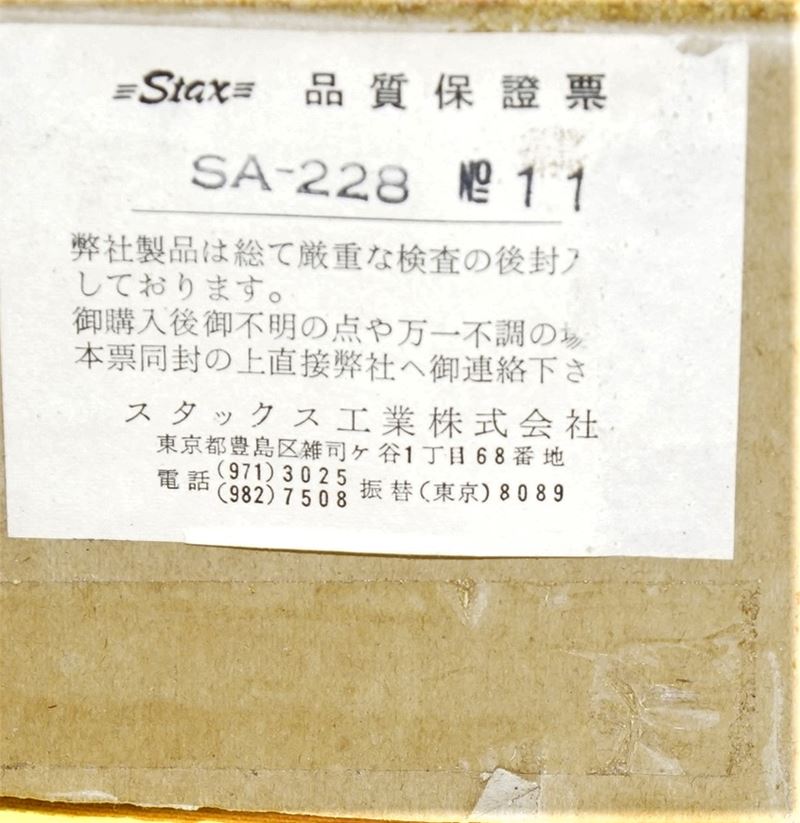 Stax 品質保證票
SA-228 № 11
弊社製品は総て厳重な検査の後封入
しております。
御購入後御不明の点や万一不調の場
本票同封の上直接弊社へ御連絡下さ
スタックス工業株式会社
東京都豊島区雑司ケ谷1丁目68番地
電話 (971)3025
(982)7508 振替(東京)8089